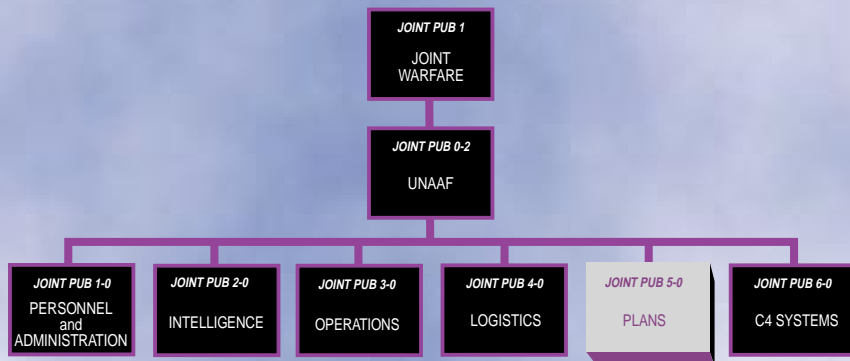 JOINT PUB 1
JOINT
WARFARE
JOINT PUB 0-2
UNAAF
JOINT PUB 1-0
PERSONNEL
and
ADMINISTRATION
JOINT PUB 2-0
INTELLIGENCE
JOINT PUB 3-0
OPERATIONS
JOINT PUB 4-0
LOGISTICS
JOINT PUB 5-0
PLANS
JOINT PUB 6-0
C4 SYSTEMS